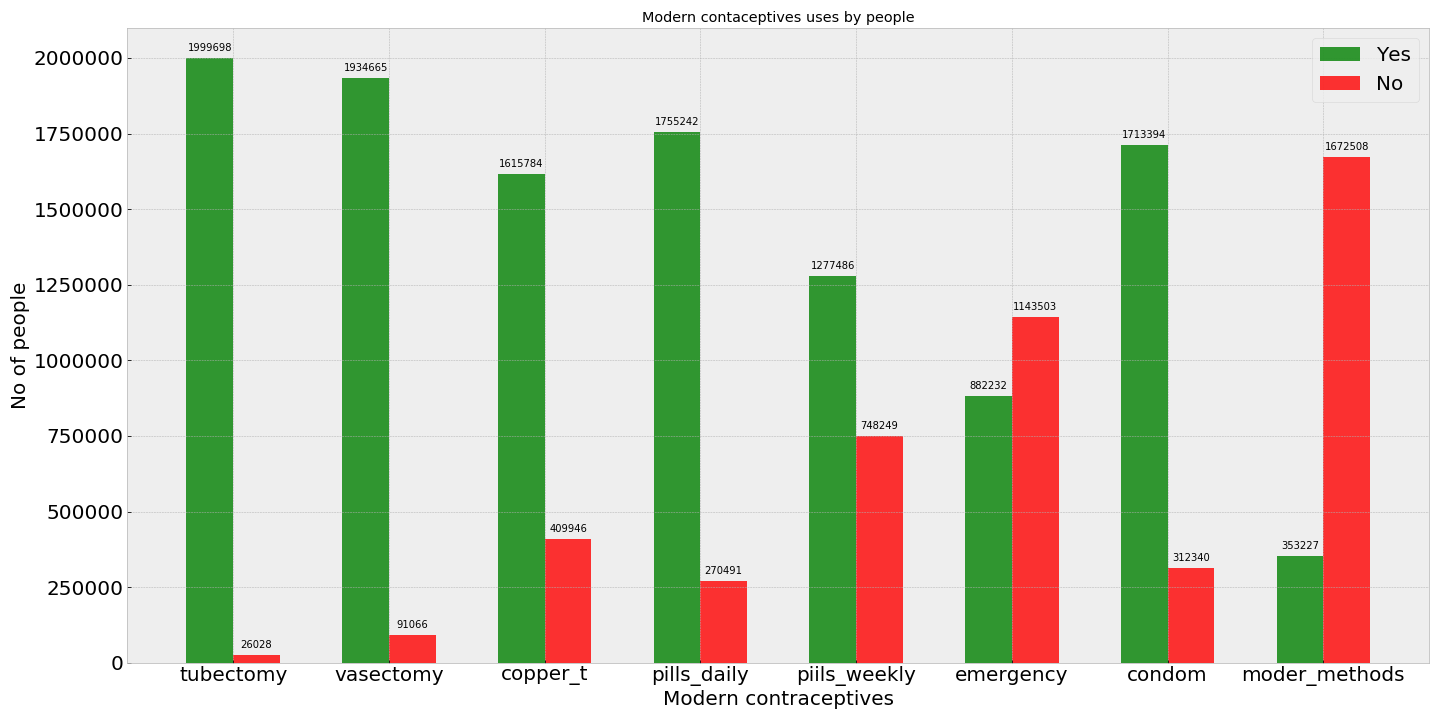 Modern contaceptives uses by people
Yes
No
2000000
1750000
1500000
1250000
1000000
750000
500000
250000
0
No of people
1999698
26028
1934665
91066
1615784
409946
1755242
270491
1277486
748249
882232
1143503
1713394
312340
353227
1672508
tubectomy
vasectomy
copper_t
pills_daily
piils_weekly
emergency
condom
moder_methods
Modern contraceptives